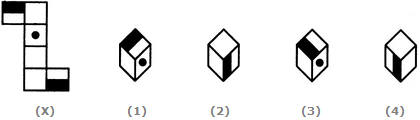 (X) (1) (2) (3) (4)